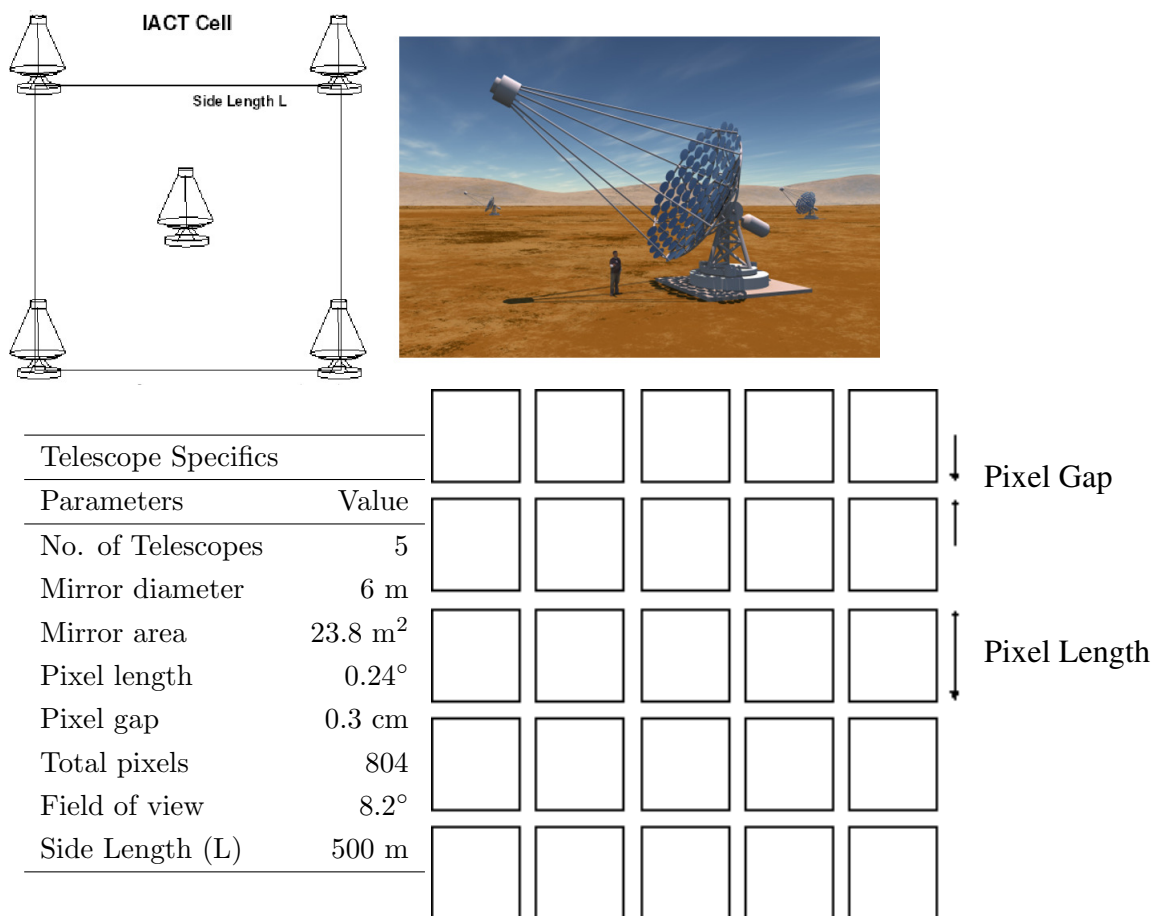 IACT Cell
Side Length L
Telescope Specifics
Parameters Value
No. of Telescopes 5
Mirror diameter 6 m
Mirror area 23.8 m²
Pixel length 0.24°
Pixel gap 0.3 cm
Total pixels 804
Field of view 8.2°
Side Length (L) 500 m
Pixel Gap
Pixel Length